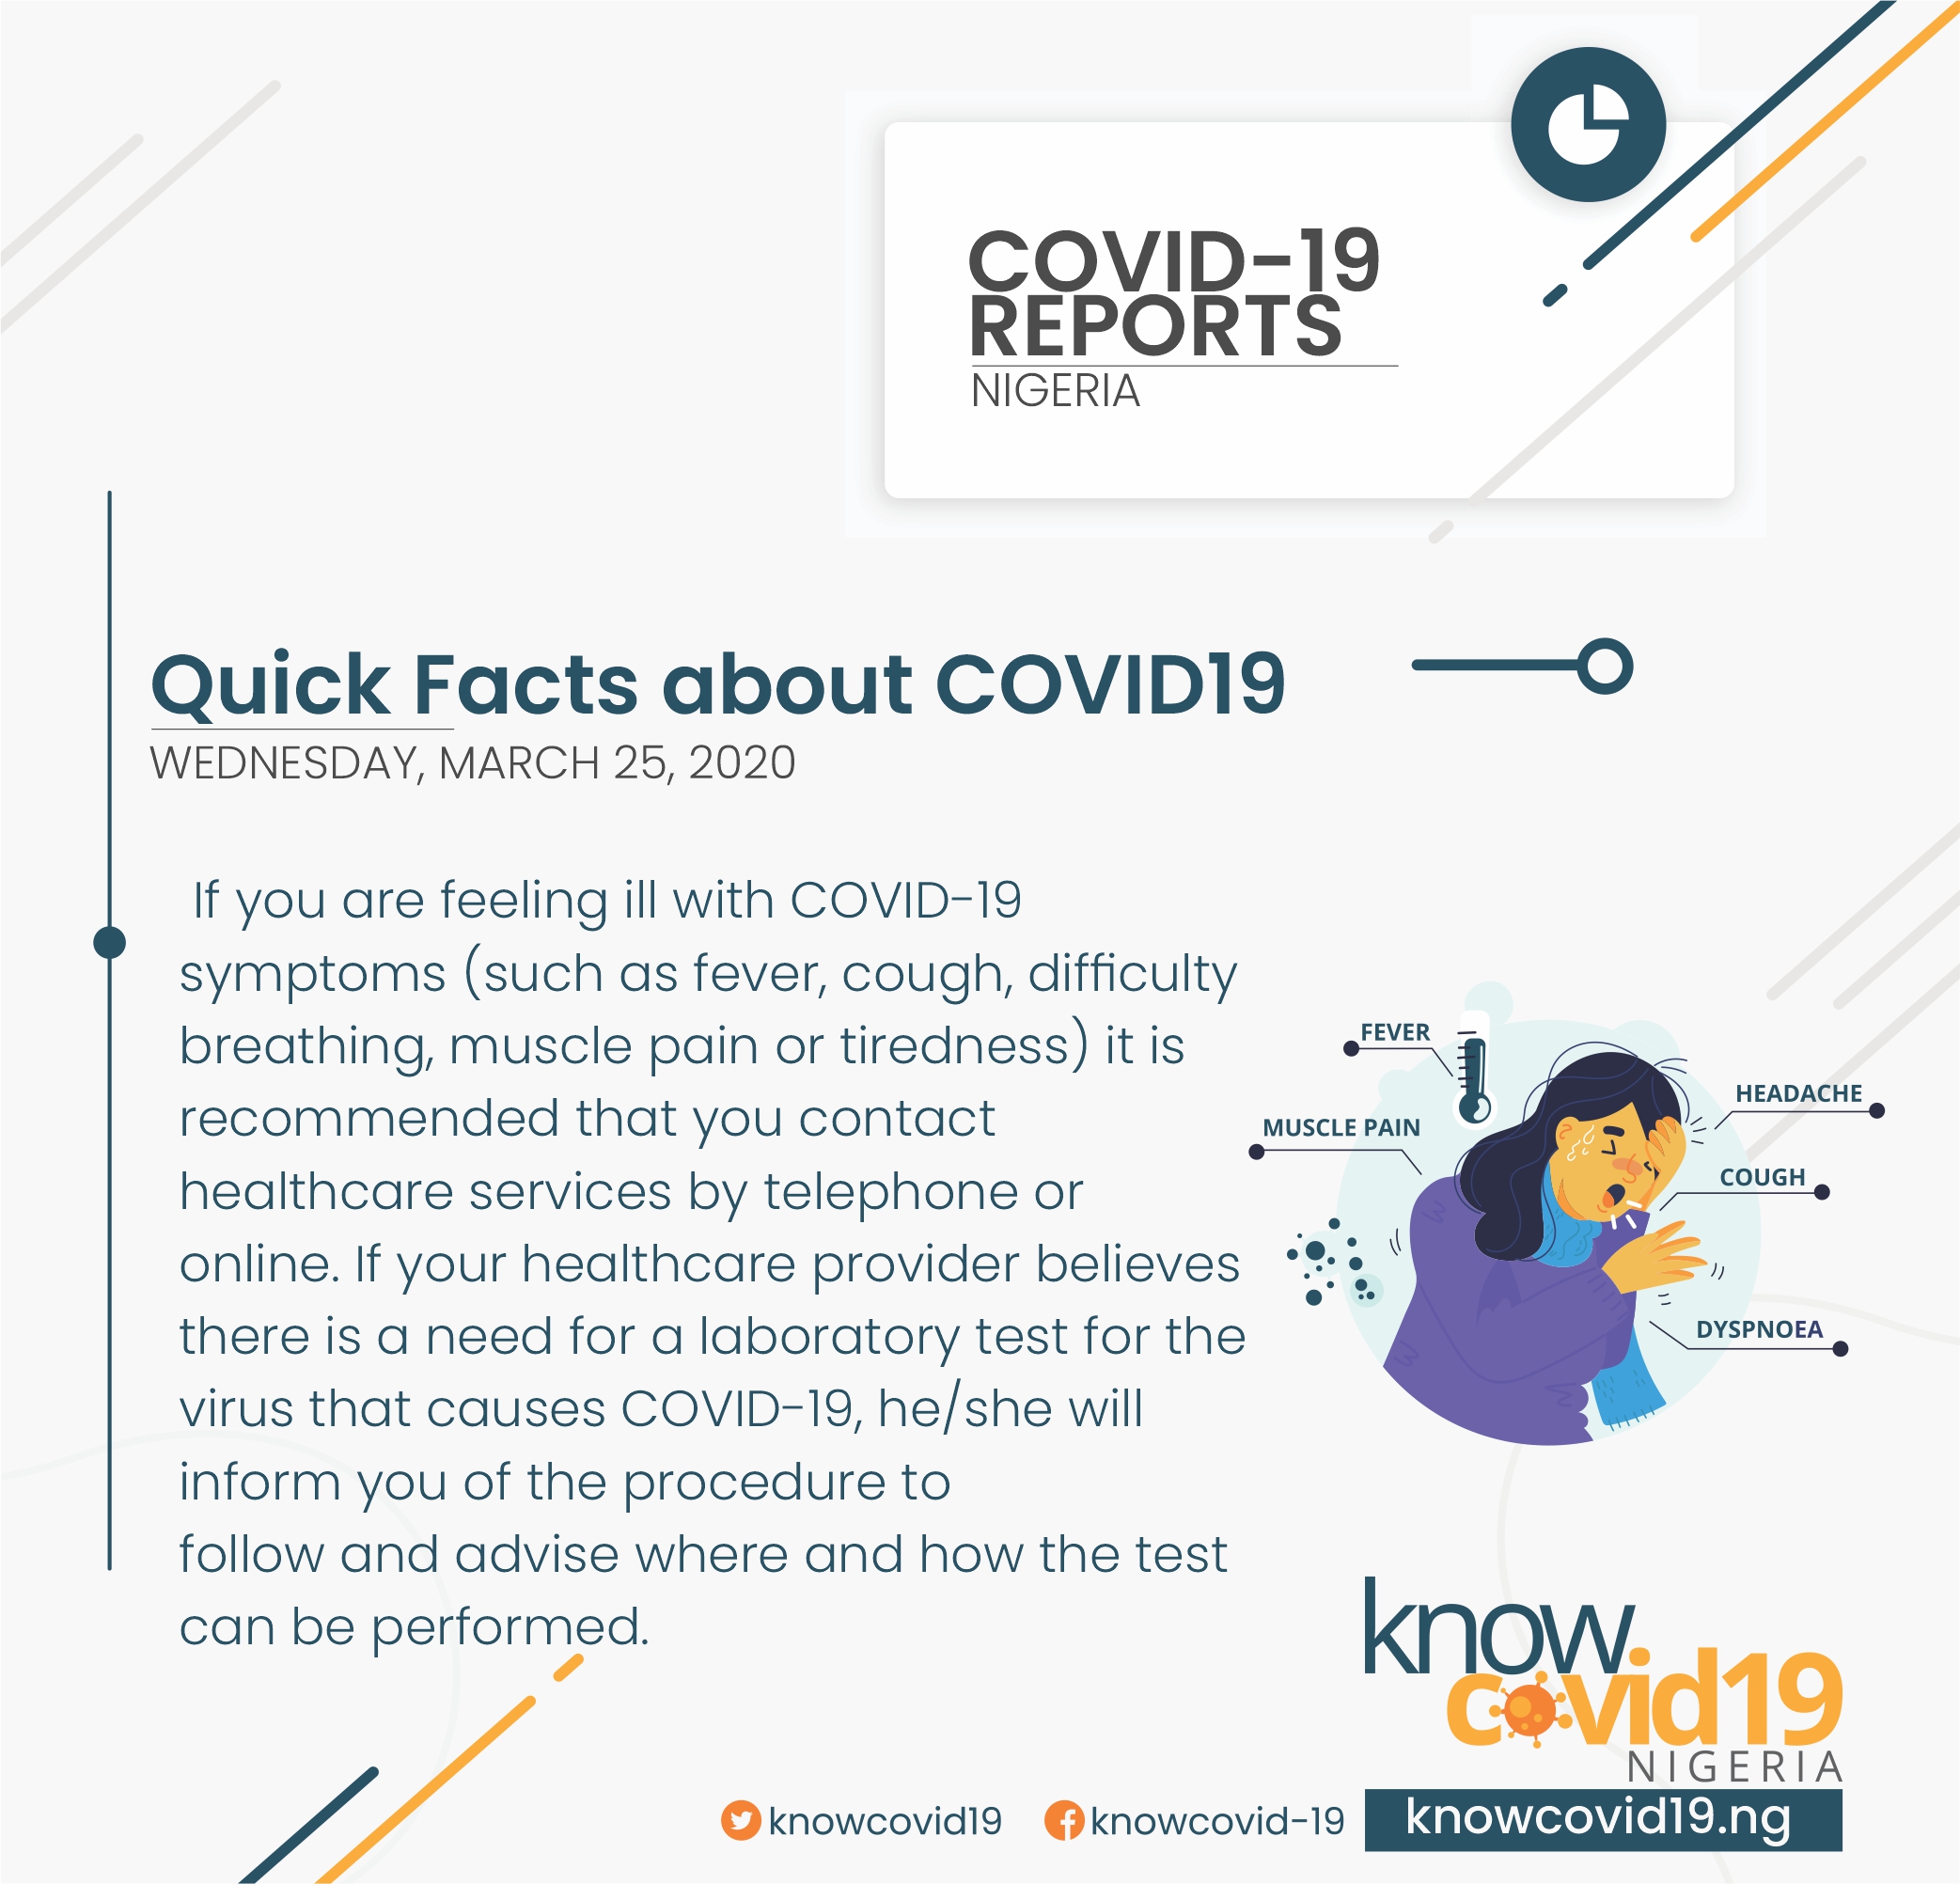 COVID-19
REPORTS
NIGERIA
Quick Facts about COVID19
WEDNESDAY, MARCH 25, 2020
If you are feeling ill with COVID-19
symptoms (such as fever, cough, difficulty
breathing, muscle pain or tiredness) it is
recommended that you contact
healthcare services by telephone or
online. If your healthcare provider believes
there is a need for a laboratory test for the
virus that causes COVID-19, he/she will
inform you of the procedure to
follow and advise where and how the test
can be performed.
FEVER
HEADACHE
MUSCLE PAIN
COUGH
DYSPNOEA
know
covid19
NIGERIA
knowcovid19
knowcovid-19
knowcovid19.ng